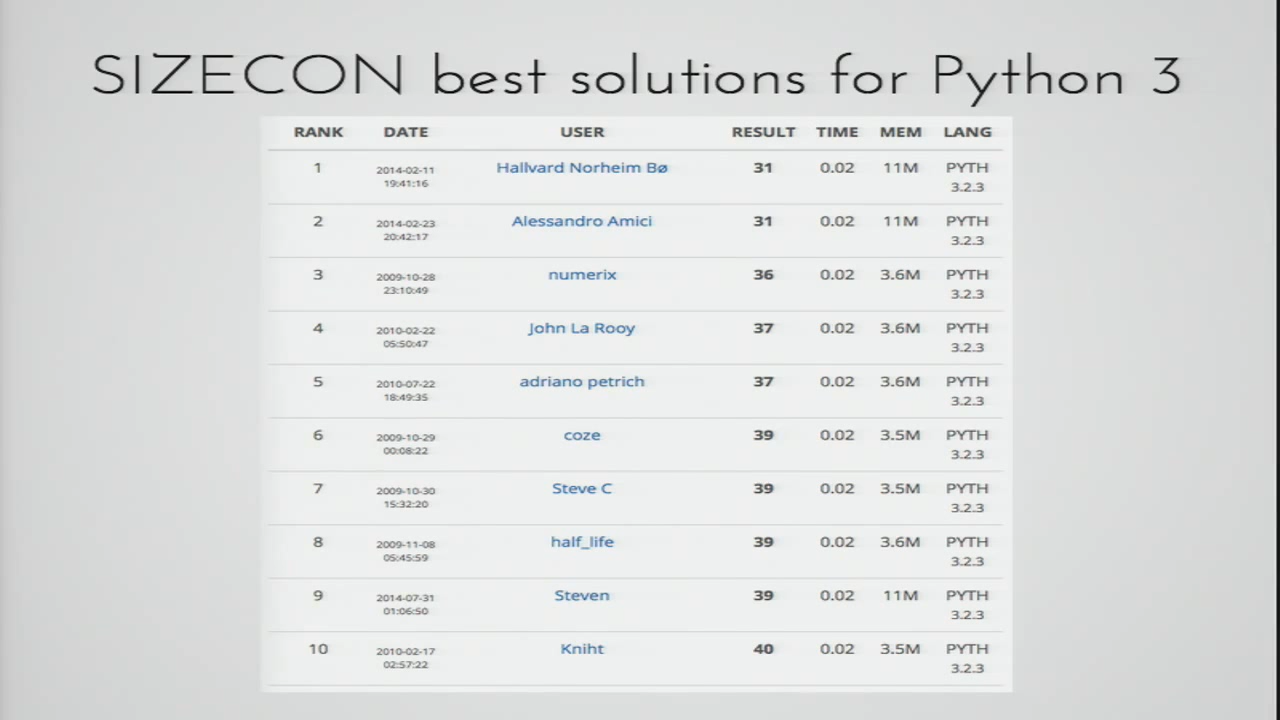 SIZECON best solutions for Python 3
RANK DATE USER RESULT TIME MEM LANG
1 2014-02-11 19:41:16 Hallvard Norheim Bø 31 0.02 11M PYTH 3.2.3
2 2014-02-23 20:42:17 Alessandro Amici 31 0.02 11M PYTH 3.2.3
3 2009-10-28 23:10:49 numerix 36 0.02 3.6M PYTH 3.2.3
4 2010-02-22 05:50:47 John La Rooy 37 0.02 3.6M PYTH 3.2.3
5 2010-07-22 18:49:35 adriano petrich 37 0.02 3.6M PYTH 3.2.3
6 2009-10-29 00:08:22 coze 39 0.02 3.5M PYTH 3.2.3
7 2009-10-30 15:32:20 Steve C 39 0.02 3.5M PYTH 3.2.3
8 2009-11-08 05:45:59 half_life 39 0.02 3.6M PYTH 3.2.3
9 2014-07-31 01:06:50 Steven 39 0.02 11M PYTH 3.2.3
10 2010-02-17 02:57:22 Kniht 40 0.02 3.5M PYTH 3.2.3